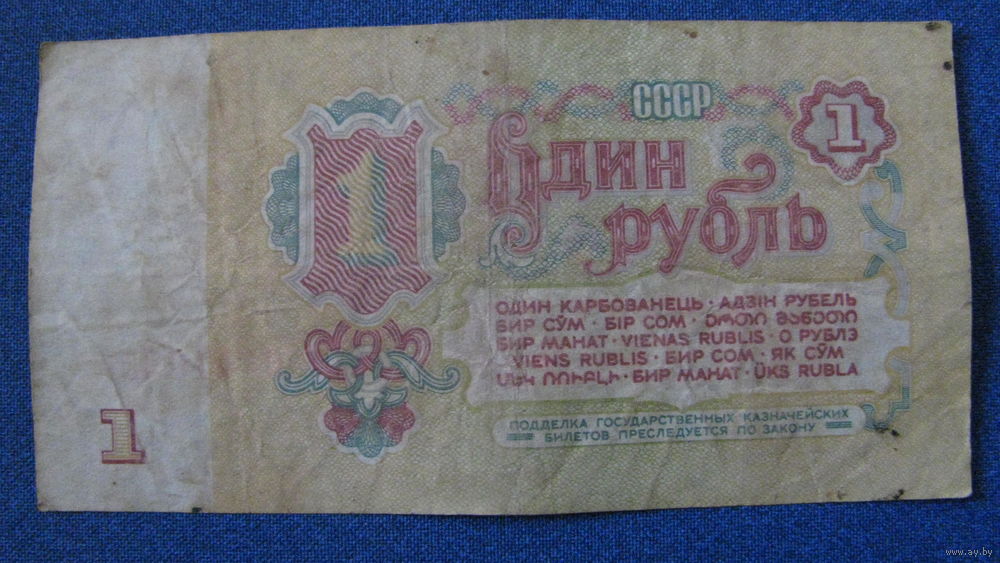 СССР
1
1
Один
рубль
ОДИН КАРБОВАНЕЦЬ · АДЗІН РУБЕЛЬ
БИР СЎМ · БІР СОМ · ᲔᲠᲗᲘ ᲛᲐᲜᲔᲗᲘ
БИР МАНАТ · VIENAS RUBLIS · О РУБЛЭ
VIENS RUBLIS · БИР СОМ · ЯК СӮМ
ՄԵԿ ՌՈՒԲԼԻ · БИР МАНАТ · ÜKS RUBLA
ПОДДЕЛКА ГОСУДАРСТВЕННЫХ КАЗНАЧЕЙСКИХ
БИЛЕТОВ ПРЕСЛЕДУЕТСЯ ПО ЗАКОНУ
1
www.ay.by